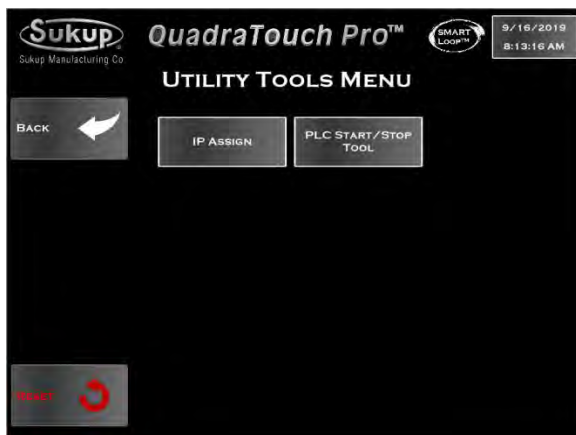 Sukup®
Sukup Manufacturing Co
QuadraTouch Pro™
SMART
LOOP™
9/16/2019
8:13:16 AM
UTILITY TOOLS MENU
BACK
IP ASSIGN
PLC START/STOP
TOOL
RESET